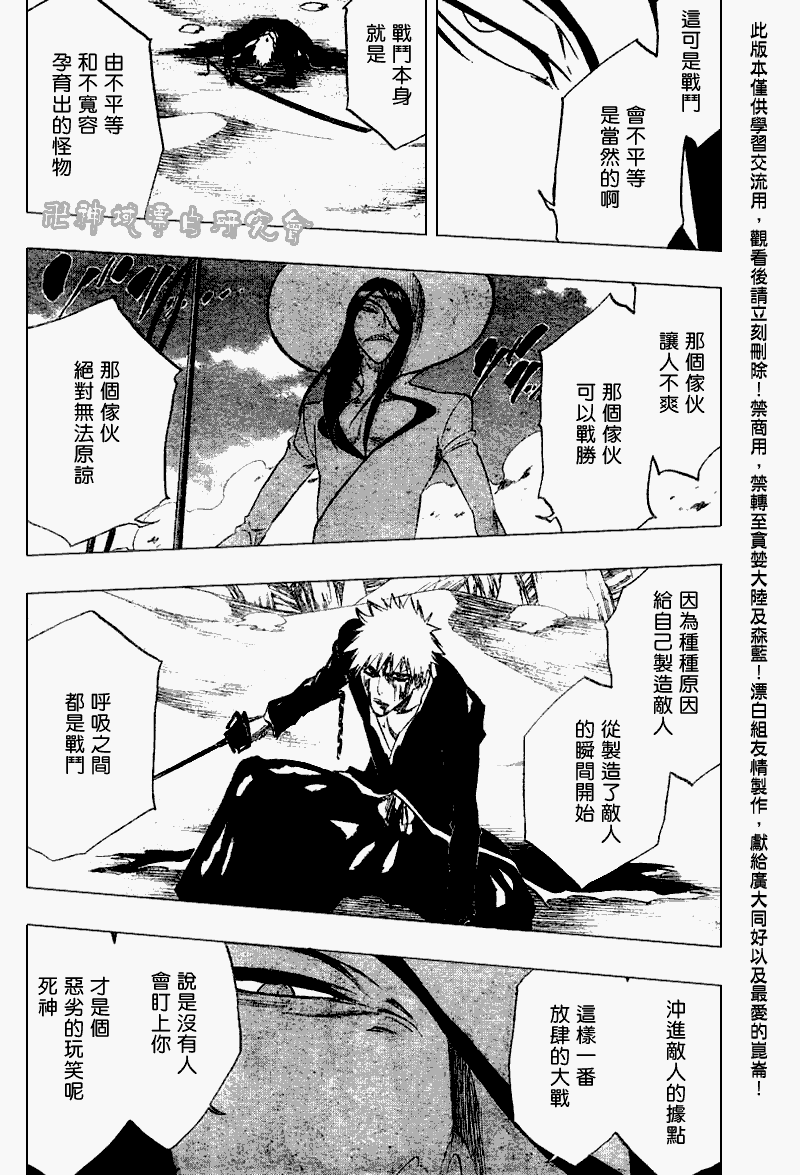 這可是戰鬥
會不平等
是當然的啊
戰鬥本身
就是
由不平等
和不寬容
孕育出的怪物
卍神域漂白研究會
那個傢伙
讓人不爽
那個傢伙
可以戰勝
那個傢伙
絕對無法原諒
因為種種原因
給自己製造敵人
從製造了敵人
的瞬間開始
呼吸之間
都是戰鬥
沖進敵人的據點
這樣一番
放肆的大戰
說是沒有人
會盯上你
才是個
惡劣的玩笑呢
死神
此版本僅供學習交流用，觀看後請立刻刪除！禁商用，禁轉至貪婪大陸及森藍！漂白組友情製作，獻給廣大同好以及最愛的崑崙！